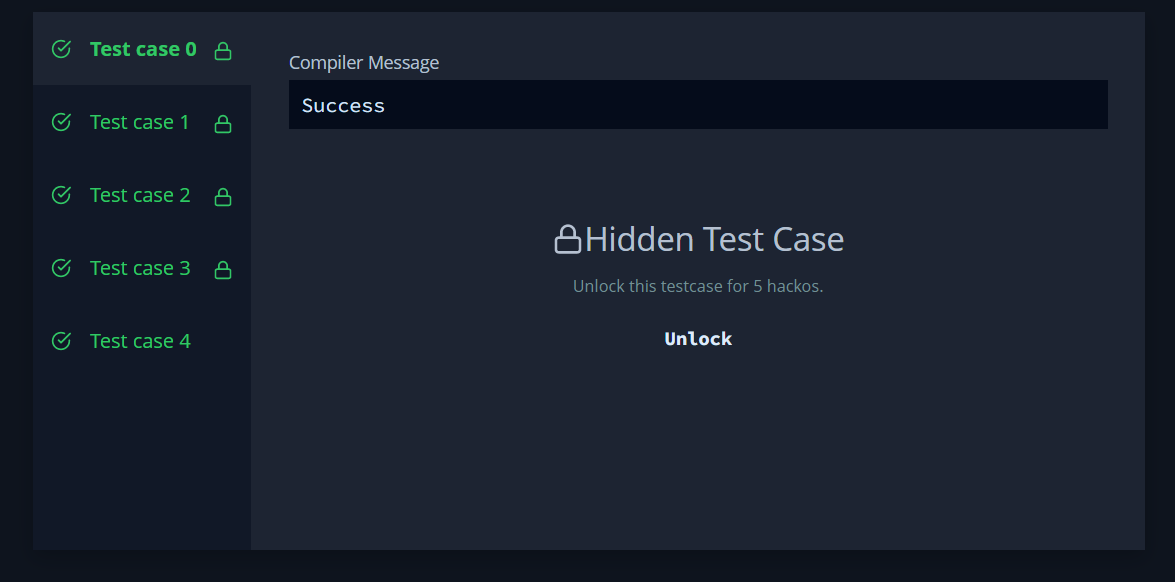 Test case 0
Test case 1
Test case 2
Test case 3
Test case 4
Compiler Message
Success
Hidden Test Case
Unlock this testcase for 5 hackos.
Unlock